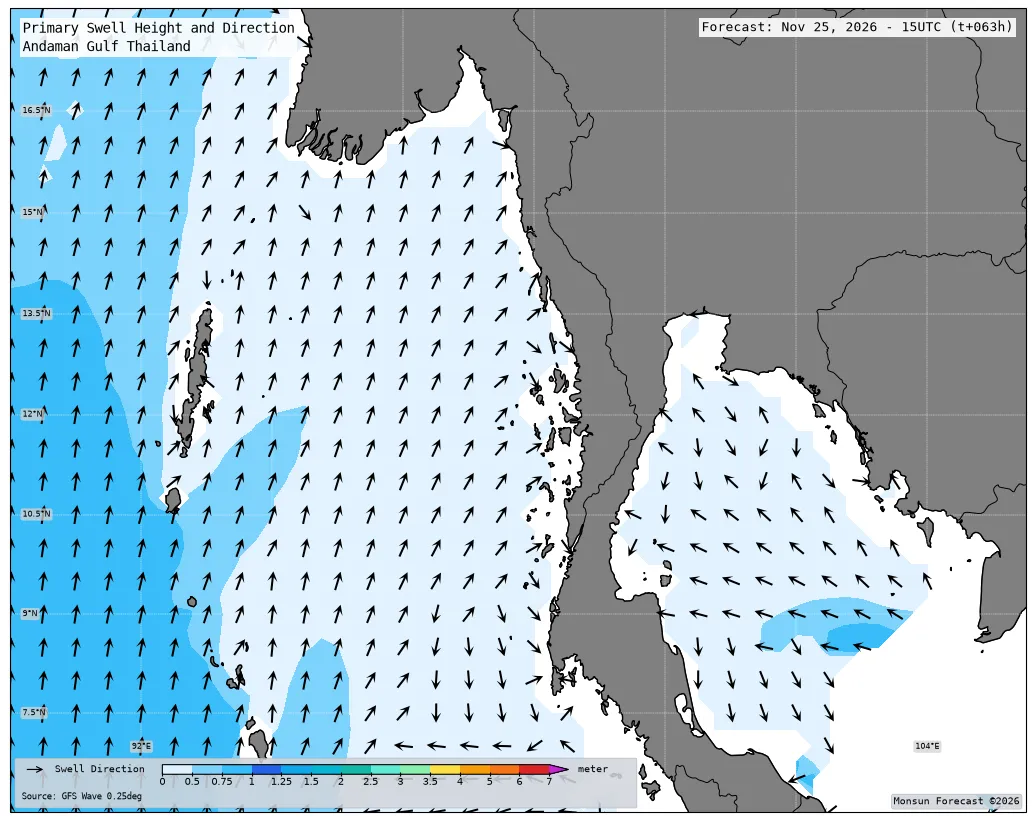 Primary Swell Height and Direction
Andaman Gulf Thailand
Forecast: Nov 25, 2026 - 15UTC (t+063h)
16.5°N
15°N
13.5°N
12°N
10.5°N
9°N
7.5°N
92°E
104°E
Swell Direction
0 0.5 0.75 1 1.25 1.5 2 2.5 3 3.5 4 5 6 7
meter
Source: GFS Wave 0.25deg
Monsun Forecast ©2026